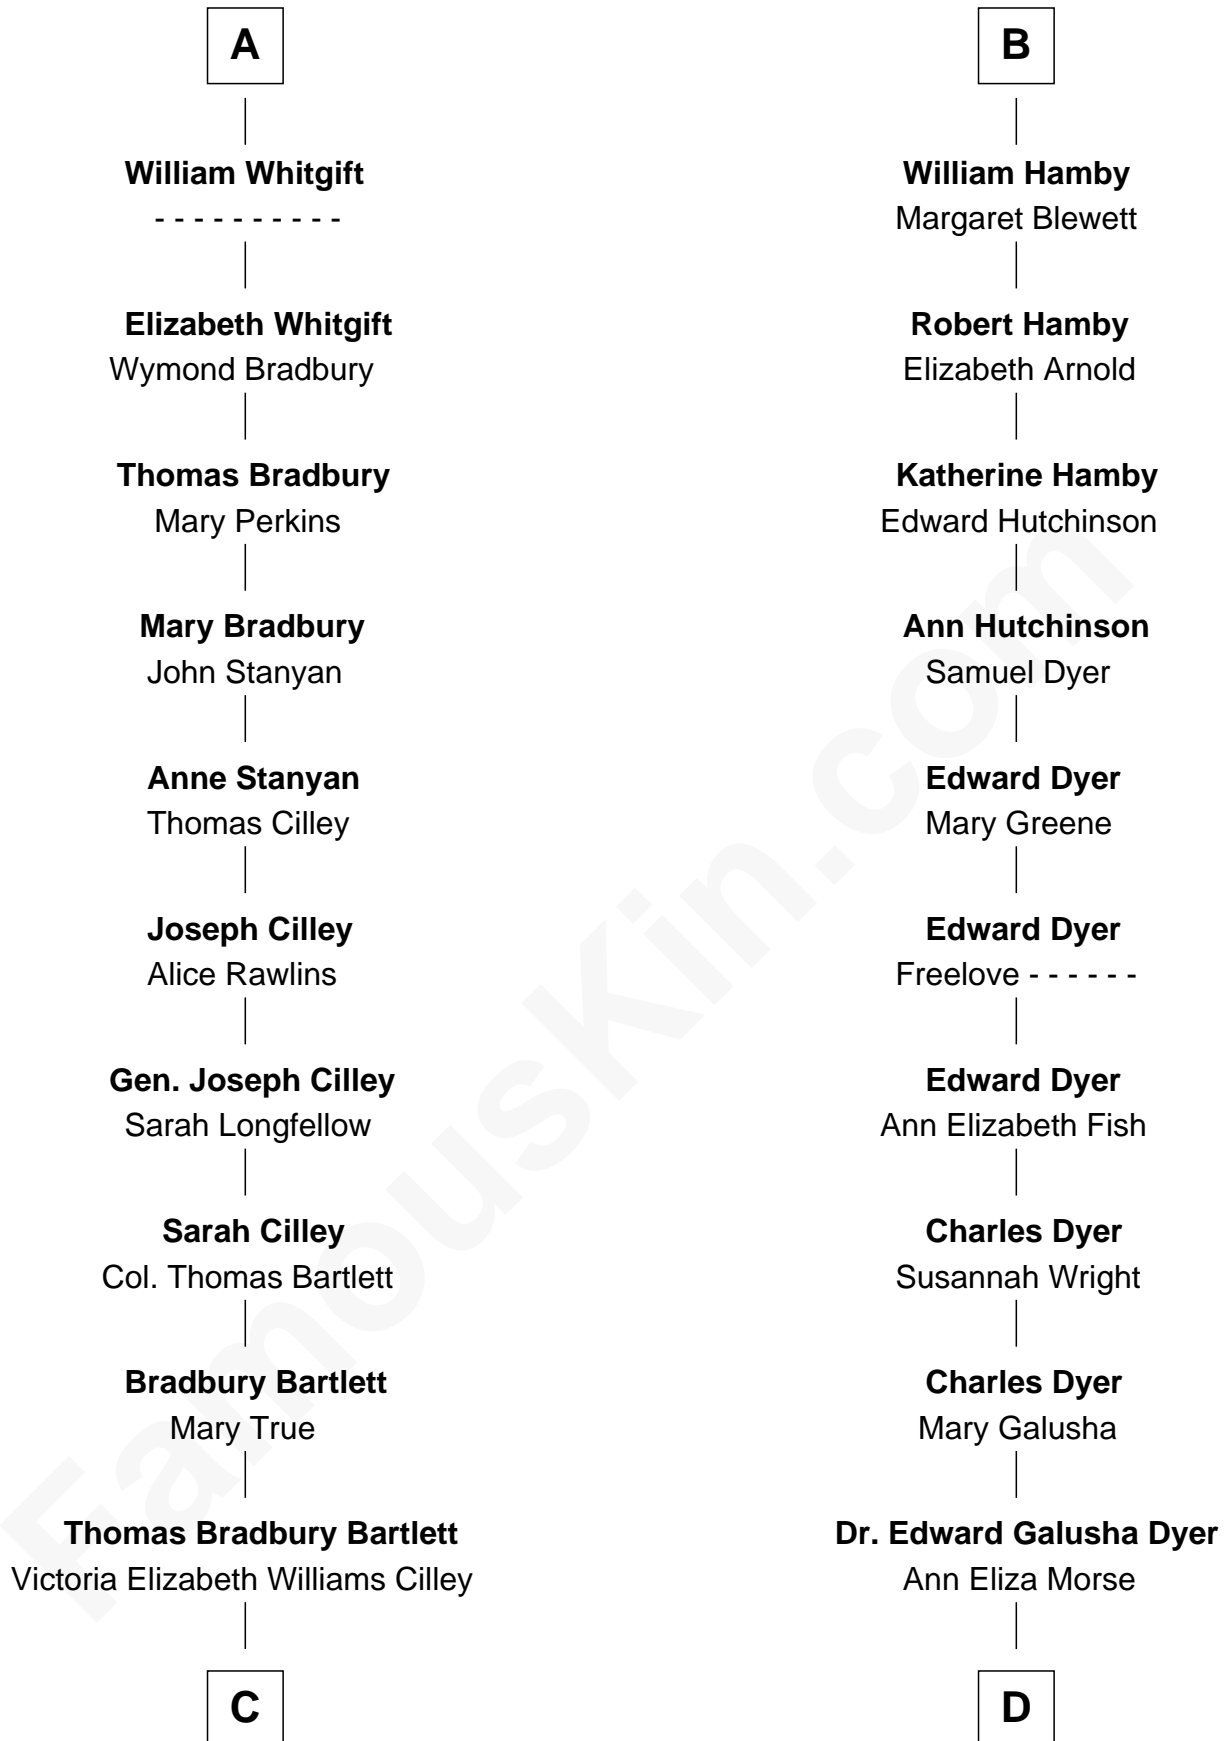 A
William Whitgift
- - - - - - - - - -
Elizabeth Whitgift
Wymond Bradbury
Thomas Bradbury
Mary Perkins
Mary Bradbury
John Stanyan
Anne Stanyan
Thomas Cilley
Joseph Cilley
Alice Rawlins
Gen. Joseph Cilley
Sarah Longfellow
Sarah Cilley
Col. Thomas Bartlett
Bradbury Bartlett
Mary True
Thomas Bradbury Bartlett
Victoria Elizabeth Williams Cilley
C
B
William Hamby
Margaret Blewett
Robert Hamby
Elizabeth Arnold
Katherine Hamby
Edward Hutchinson
Ann Hutchinson
Samuel Dyer
Edward Dyer
Mary Greene
Edward Dyer
Freelove - - - - - -
Edward Dyer
Ann Elizabeth Fish
Charles Dyer
Susannah Wright
Charles Dyer
Mary Galusha
Dr. Edward Galusha Dyer
Ann Eliza Morse
D
FamousKin.com